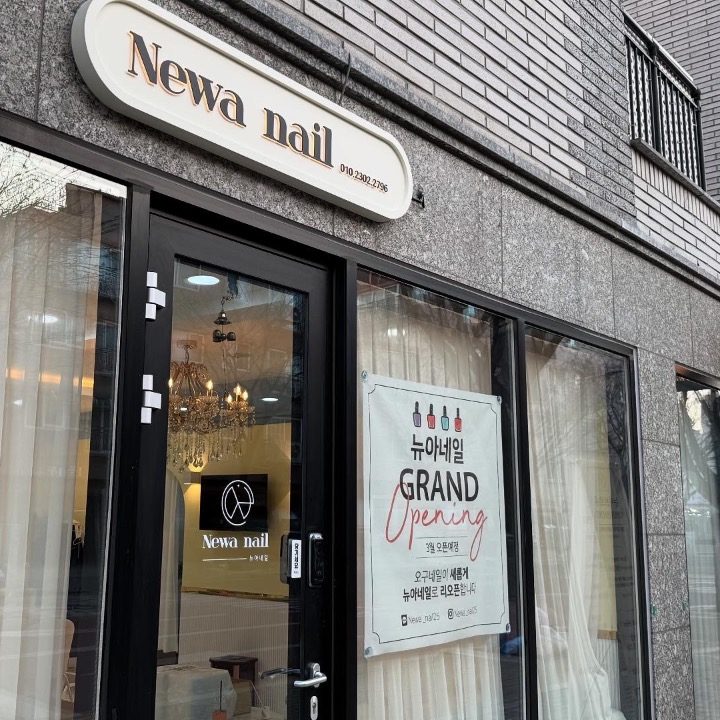 Newa nail
010.2302.2796
Newa nail
뉴아네일
뉴아네일
GRAND
Opening
3월 오픈예정
오구네일이 새롭게
뉴아네일로 리오픈합니다
Newa_nail25
Newa_nail25